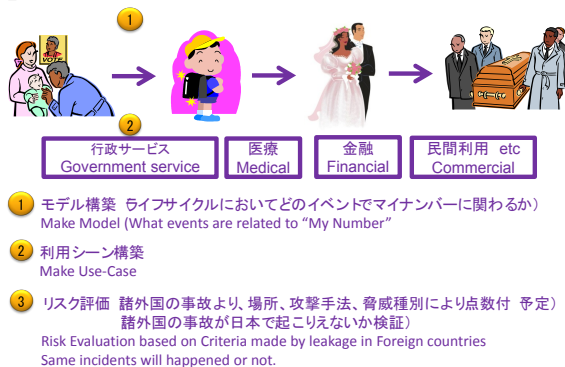 1
VOTE
2
行政サービス
Government service
医療
Medical
金融
Financial
民間利用 etc
Commercial
1 モデル構築 ライフサイクルにおいてどのイベントでマイナンバーに関わるか）
Make Model (What events are related to “My Number”
2 利用シーン構築
Make Use-Case
3 リスク評価 諸外国の事故より、場所、攻撃手法、脅威種別により点数付 予定）
諸外国の事故が日本で起こりえないか検証）
Risk Evaluation based on Criteria made by leakage in Foreign countries
Same incidents will happened or not.